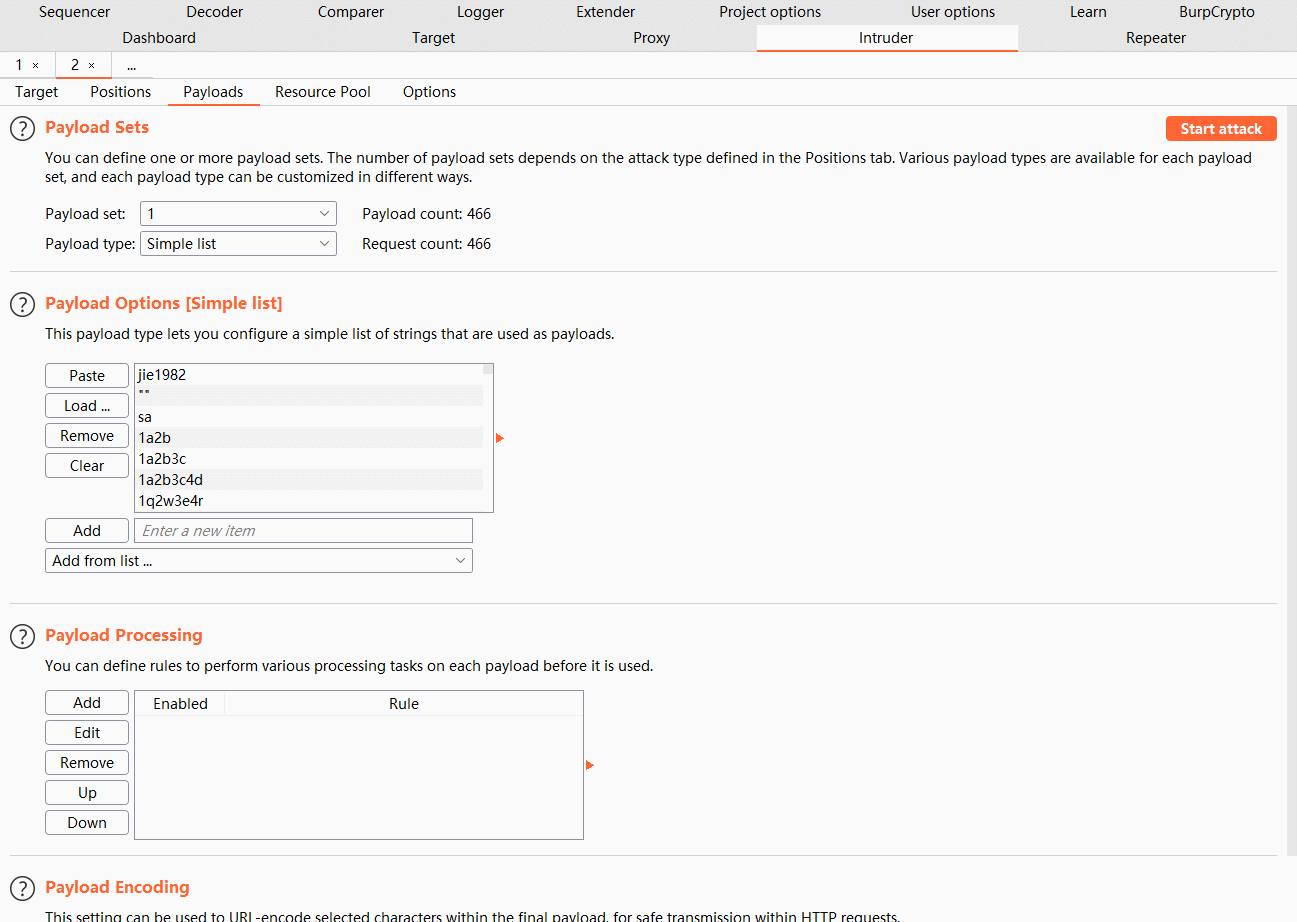 Sequencer Decoder Comparer Logger Extender Project options User options Learn BurpCrypto
Dashboard Target Proxy Intruder Repeater
1 × 2 × ...
Target Positions Payloads Resource Pool Options
? Payload Sets Start attack
You can define one or more payload sets. The number of payload sets depends on the attack type defined in the Positions tab. Various payload types are available for each payload
set, and each payload type can be customized in different ways.
Payload set: 1 Payload count: 466
Payload type: Simple list Request count: 466
? Payload Options [Simple list]
This payload type lets you configure a simple list of strings that are used as payloads.
Paste jie1982
""
Load ...
sa
Remove 1a2b
1a2b3c
Clear
1a2b3c4d
1q2w3e4r
Add Enter a new item
Add from list ...
? Payload Processing
You can define rules to perform various processing tasks on each payload before it is used.
Add Enabled Rule
Edit
Remove
Up
Down
? Payload Encoding
This setting can be used to URL-encode selected characters within the final payload, for safe transmission within HTTP requests.